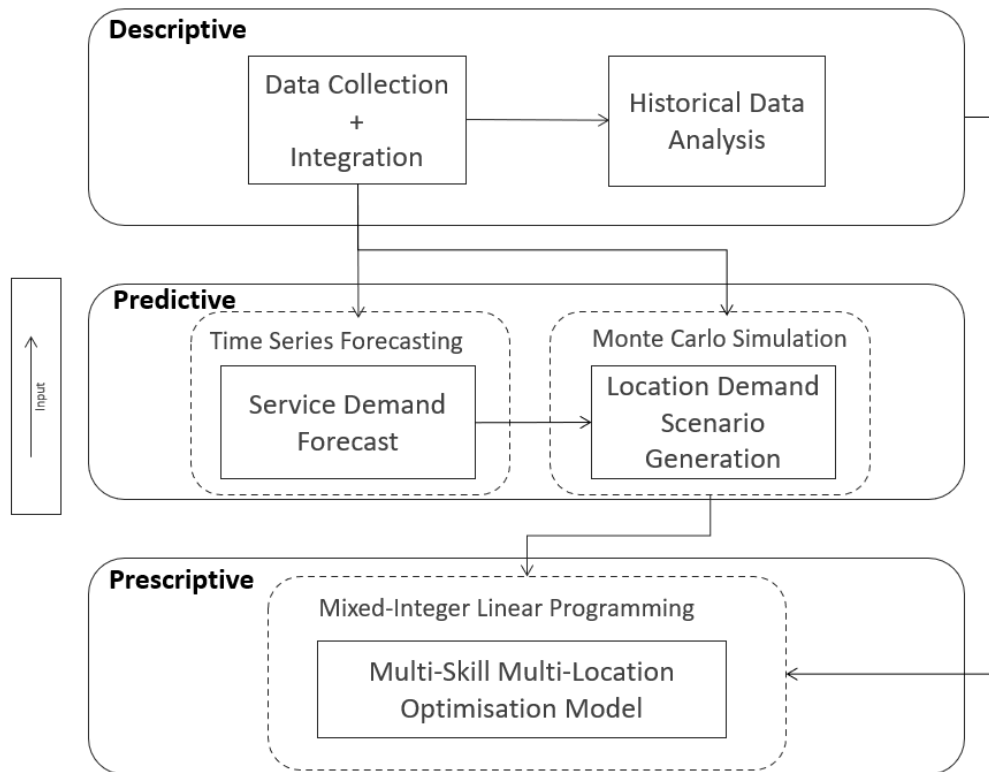 Descriptive
Data Collection
+
Integration
Historical Data
Analysis
Input
Predictive
Time Series Forecasting
Service Demand
Forecast
Monte Carlo Simulation
Location Demand
Scenario
Generation
Prescriptive
Mixed-Integer Linear Programming
Multi-Skill Multi-Location
Optimisation Model